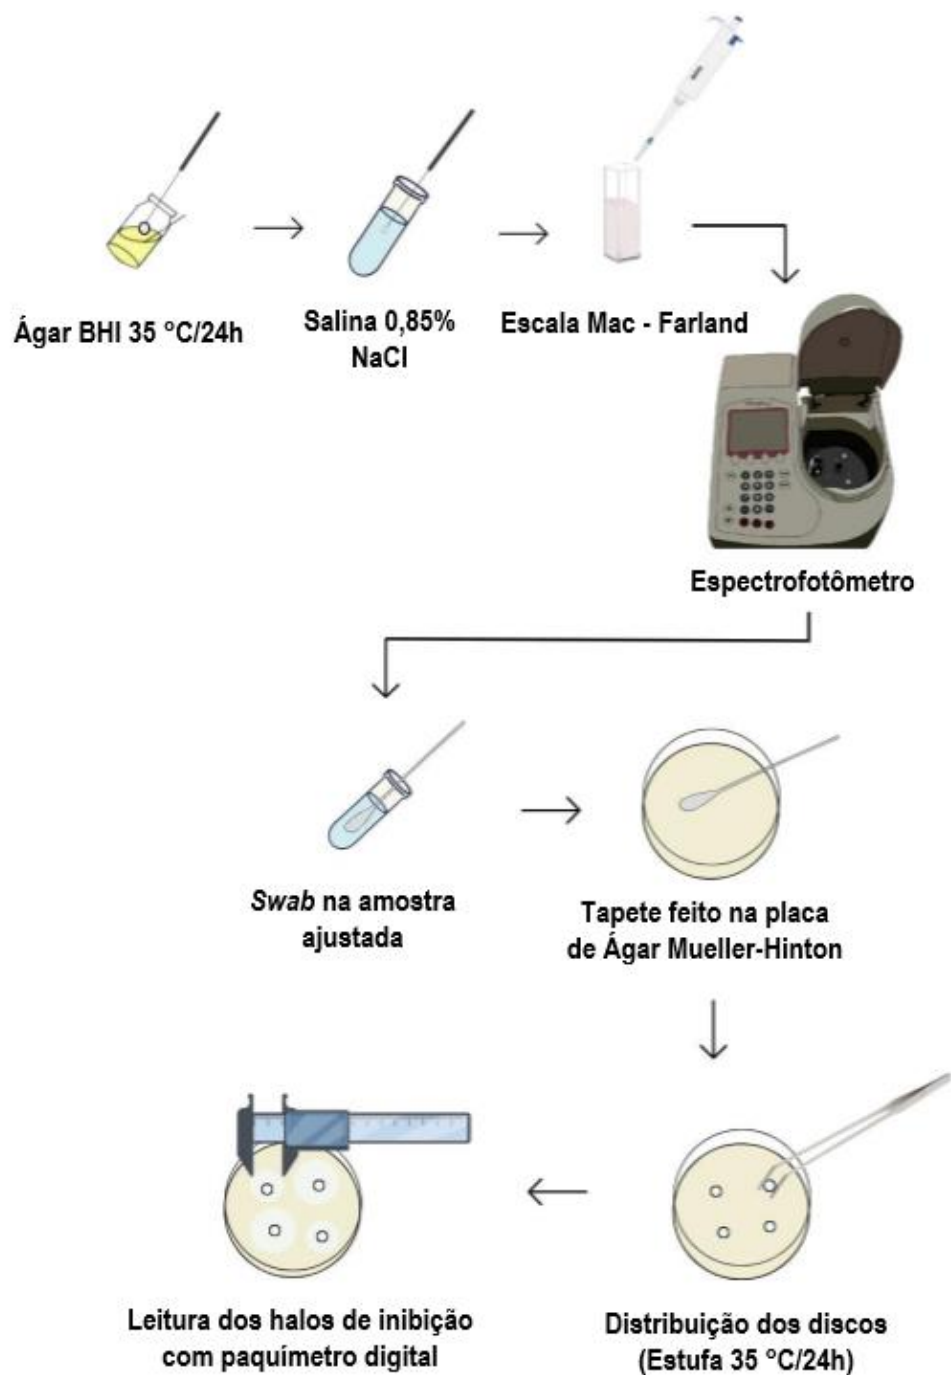 Ágar BHI 35 °C/24h
Salina 0,85%
NaCl
Escala Mac - Farland
Espectrofotômetro
Swab na amostra
ajustada
Tapete feito na placa
de Ágar Mueller-Hinton
Leitura dos halos de inibição
com paquímetro digital
Distribuição dos discos
(Estufa 35 °C/24h)